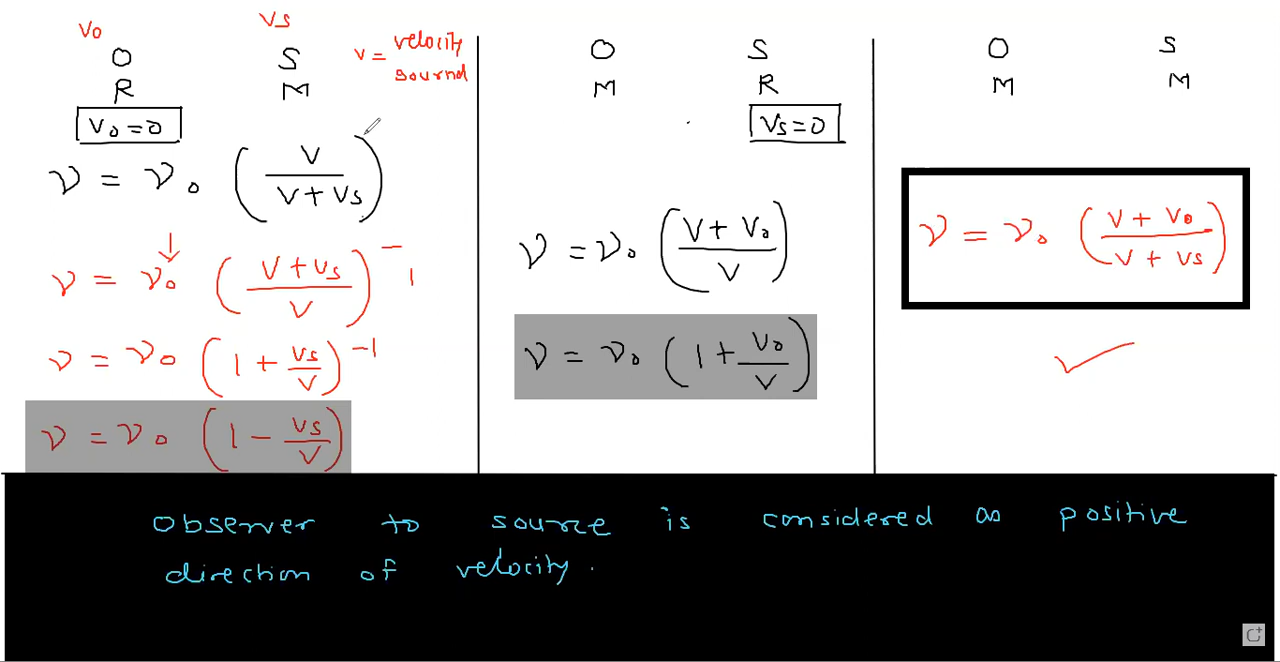 vo
vs
O S
R M
v = velocity
sound
V₀ = 0
ν = ν₀ (V / (V + Vs))
ν = ν₀ ((V + vs) / V)⁻¹
ν = ν₀ (1 + vs/v)⁻¹
ν = ν₀ (1 − vs/v)
O S
M R
Vs = 0
ν = ν₀ ((V + V₀) / V)
ν = ν₀ (1 + V₀/V)
O S
M M
ν = ν₀ ((V + V₀) / (V + Vs))
Observer to source is considered as positive
direction of velocity.